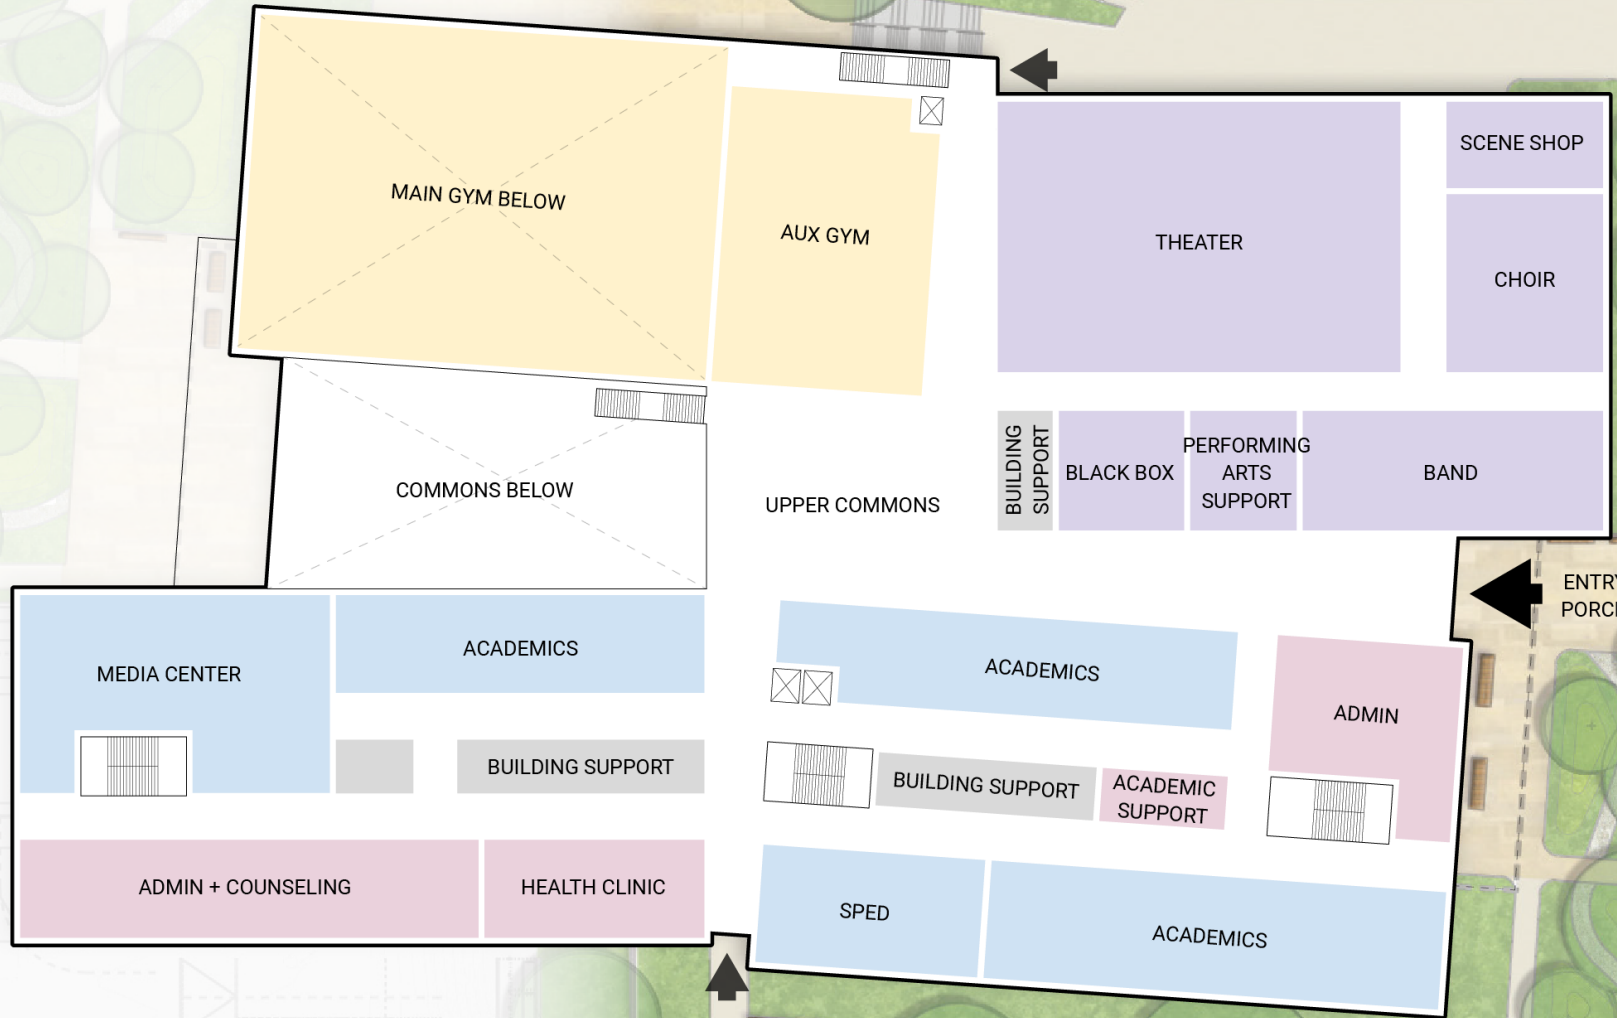 MAIN GYM BELOW
AUX GYM
THEATER
SCENE SHOP
CHOIR
COMMONS BELOW
UPPER COMMONS
BUILDING
SUPPORT
BLACK BOX
PERFORMING
ARTS
SUPPORT
BAND
ENTRY
MEDIA CENTER
ACADEMICS
ACADEMICS
ADMIN
BUILDING SUPPORT
BUILDING SUPPORT
ACADEMIC
SUPPORT
ADMIN + COUNSELING
HEALTH CLINIC
SPED
ACADEMICS